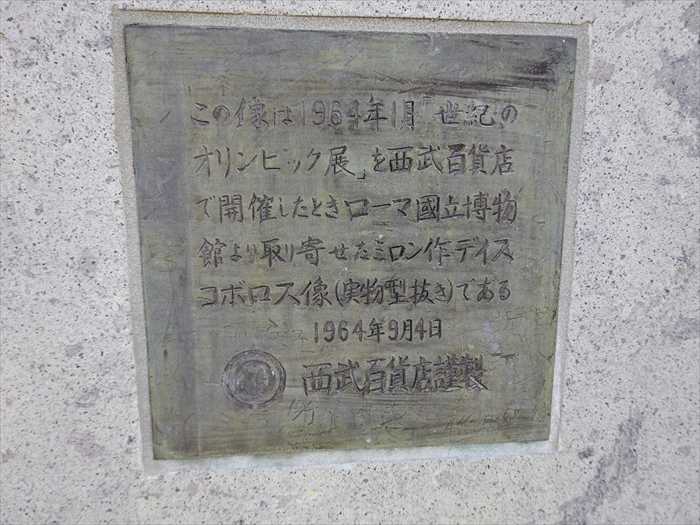 この像は1964年1月「世紀の
オリンピック展」を西武百貨店
で開催したときローマ國立博物
館より取り寄せたミロン作デイス
コボロス像(実物型抜き)である
1964年9月4日
西武百貨店謹製